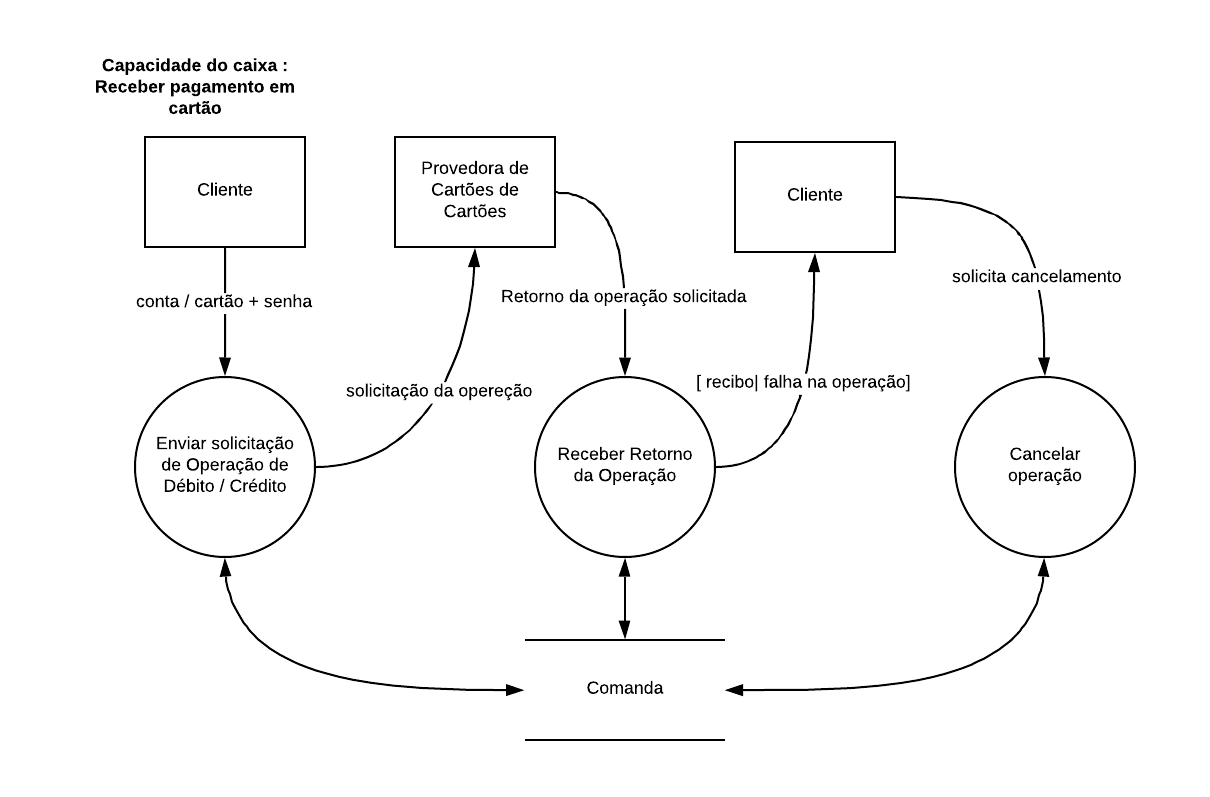 Capacidade do caixa :
Receber pagamento em
cartão
Cliente
Provedora de
Cartões de
Cartões
Cliente
conta / cartão + senha
Retorno da operação solicitada
solicita cancelamento
solicitação da opereção
[ recibo| falha na operação]
Enviar solicitação
de Operação de
Débito / Crédito
Receber Retorno
da Operação
Cancelar
operação
Comanda